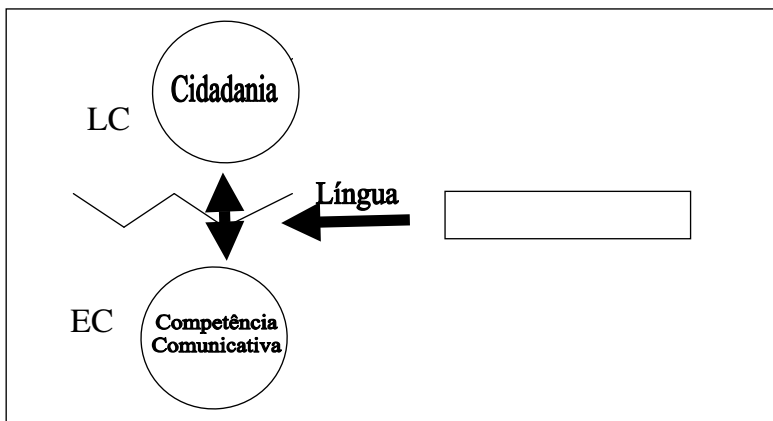 Cidadania
LC
Língua
EC
Competência
Comunicativa